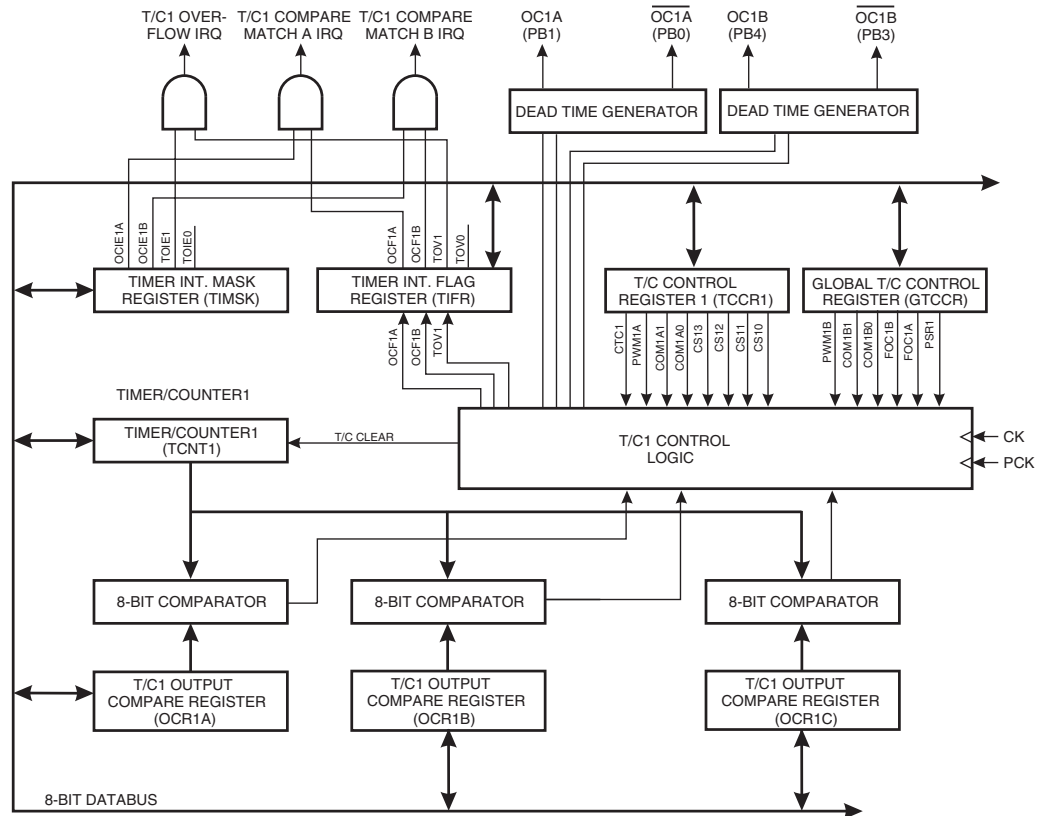 T/C1 OVER-
FLOW IRQ
T/C1 COMPARE
MATCH A IRQ
T/C1 COMPARE
MATCH B IRQ
OC1A
(PB1)
OC1A
(PB0)
OC1B
(PB4)
OC1B
(PB3)
DEAD TIME GENERATOR
DEAD TIME GENERATOR
OCIE1A
OCIE1B
TOIE1
TOIE0
OCF1A
OCF1B
TOV1
TOV0
TIMER INT. MASK
REGISTER (TIMSK)
TIMER INT. FLAG
REGISTER (TIFR)
T/C CONTROL
REGISTER 1 (TCCR1)
GLOBAL T/C CONTROL
REGISTER (GTCCR)
OCF1A
OCF1B
TOV1
CTC1
PWM1A
COM1A1
COM1A0
CS13
CS12
CS11
CS10
PWM1B
COM1B1
COM1B0
FOC1B
FOC1A
PSR1
TIMER/COUNTER1
TIMER/COUNTER1
(TCNT1)
T/C CLEAR
T/C1 CONTROL
LOGIC
CK
PCK
8-BIT COMPARATOR
8-BIT COMPARATOR
8-BIT COMPARATOR
T/C1 OUTPUT
COMPARE REGISTER
(OCR1A)
T/C1 OUTPUT
COMPARE REGISTER
(OCR1B)
T/C1 OUTPUT
COMPARE REGISTER
(OCR1C)
8-BIT DATABUS